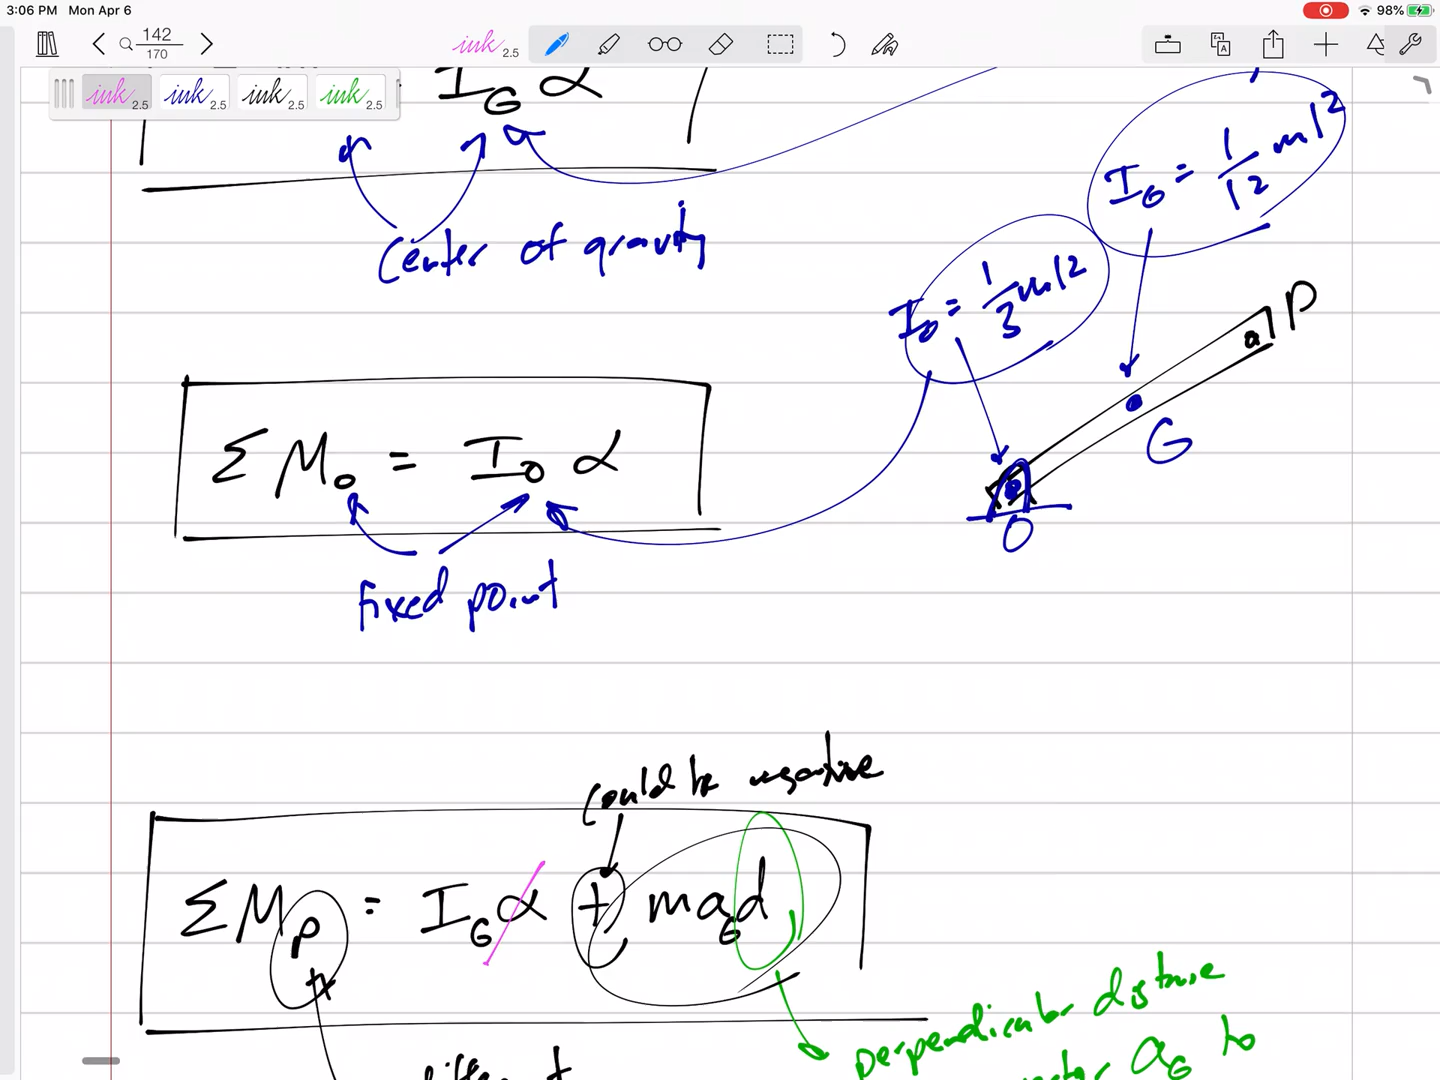 3:06 PM Mon Apr 6
98%
142
170
ink 2.5
ink 2.5
ink 2.5
ink 2.5
ink 2.5
I_G α
I_G = 1/12 ml²
Center of gravity
I_O = 1/3 ml²
P
G
O
ΣM_O = I_O α
fixed point
could be negative
ΣM_P = I_G α + ma_G d
different
perpendicular distance
a_G to